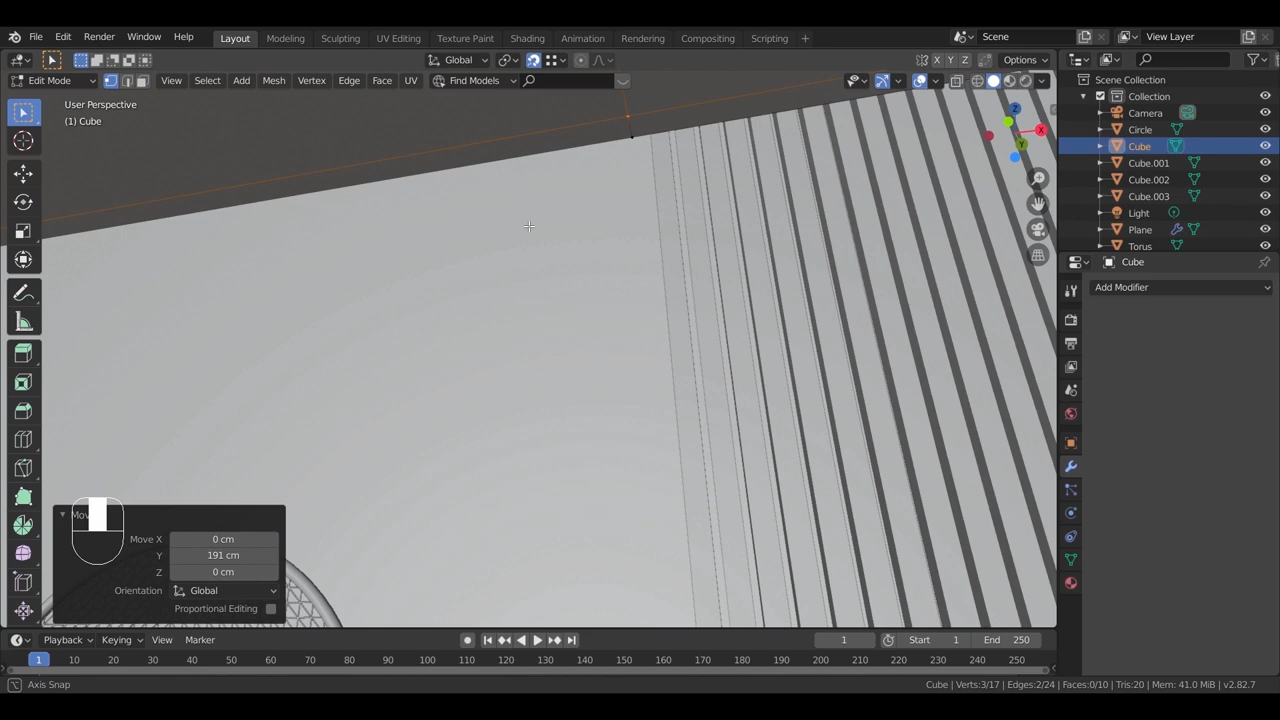 File Edit Render Window Help Layout Modeling Sculpting UV Editing Texture Paint Shading Animation Rendering Compositing Scripting + Scene View Layer
Global X Y Z Options
Edit Mode View Select Add Mesh Vertex Edge Face UV Find Models
User Perspective
(1) Cube
Z
X
Y
Scene Collection
Collection
Camera
Circle
Cube
Cube.001
Cube.002
Cube.003
Light
Plane
Torus
Cube
Add Modifier
Mov
Move X 0 cm
Y 191 cm
Z 0 cm
Orientation Global
Proportional Editing
Playback Keying View Marker 1 Start 1 End 250
1 10 20 30 40 50 60 70 80 90 100 110 120 130 140 150 160 170 180 190 200 210 220 230 240 250
Axis Snap Cube | Verts:3/17 | Edges:2/24 | Faces:0/10 | Tris:20 | Mem: 41.0 MiB | v2.82.7